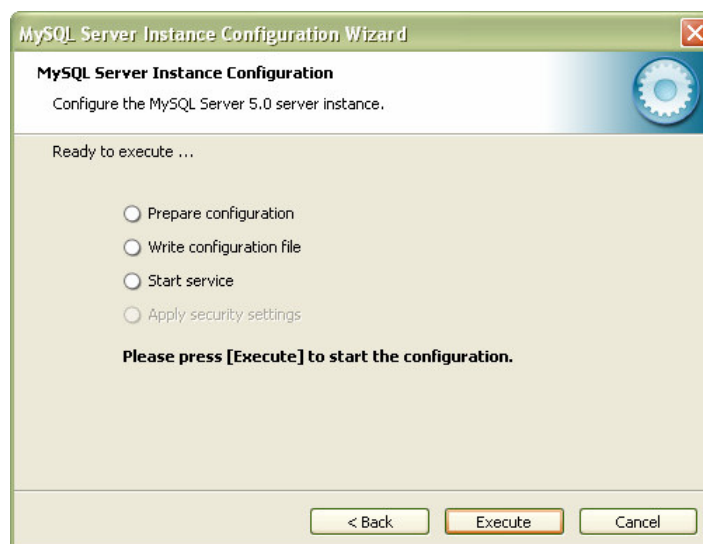 MySQL Server Instance Configuration Wizard
MySQL Server Instance Configuration
Configure the MySQL Server 5.0 server instance.
Ready to execute ...
Prepare configuration
Write configuration file
Start service
Apply security settings
Please press [Execute] to start the configuration.
< Back
Execute
Cancel